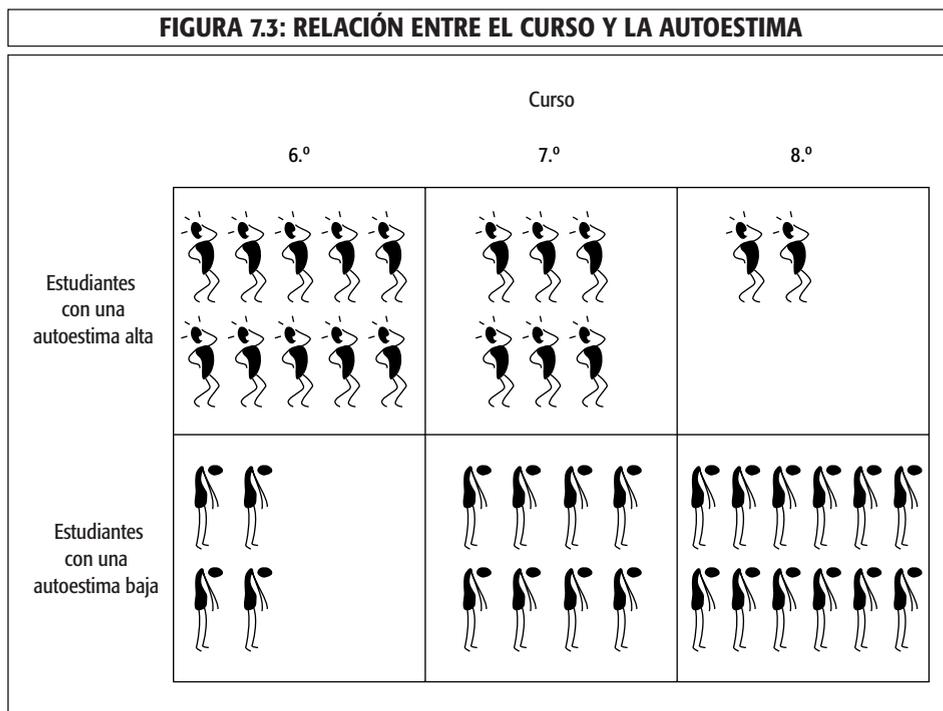 FIGURA 7.3: RELACIÓN ENTRE EL CURSO Y LA AUTOESTIMA
Curso
6.º 7.º 8.º
Estudiantes
con una
autoestima alta
Estudiantes
con una
autoestima baja